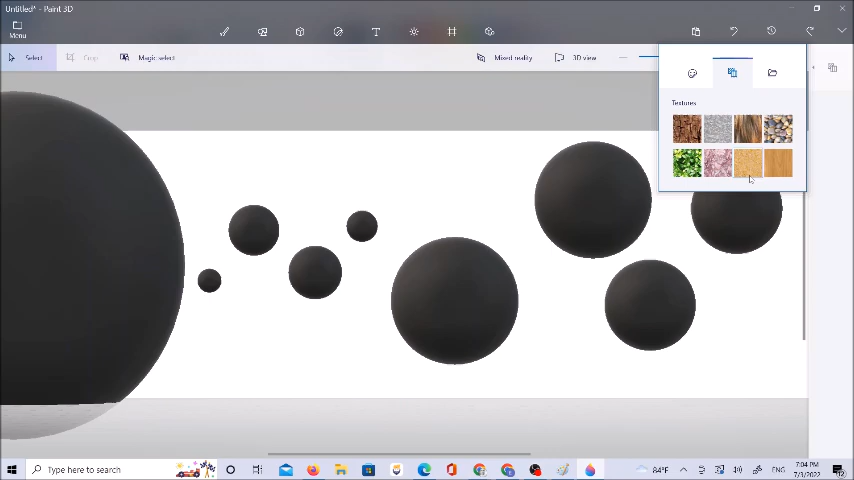 Untitled* - Paint 3D
Menu
Select
Crop
Magic select
Mixed reality
3D view
Textures
Type here to search
84°F
ENG
7:04 PM
7/3/2022
12